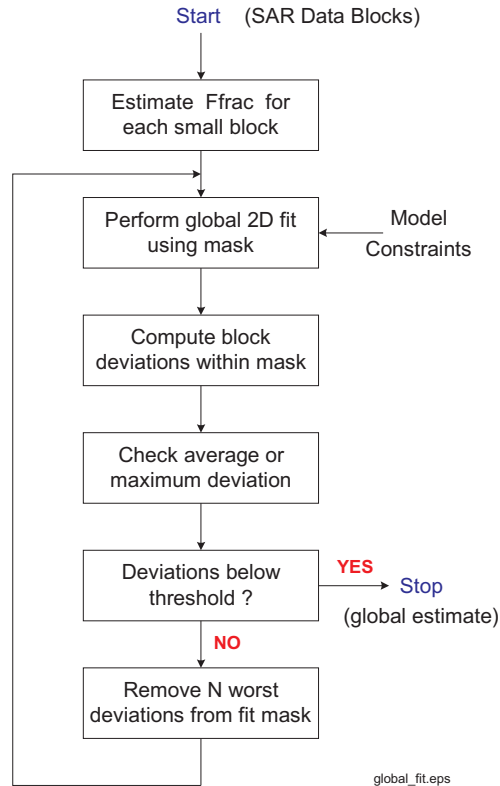 Start (SAR Data Blocks)
Estimate Ffrac for
each small block
Perform global 2D fit
using mask
Model
Constraints
Compute block
deviations within mask
Check average or
maximum deviation
Deviations below
threshold ?
YES
Stop
(global estimate)
NO
Remove N worst
deviations from fit mask
global_fit.eps